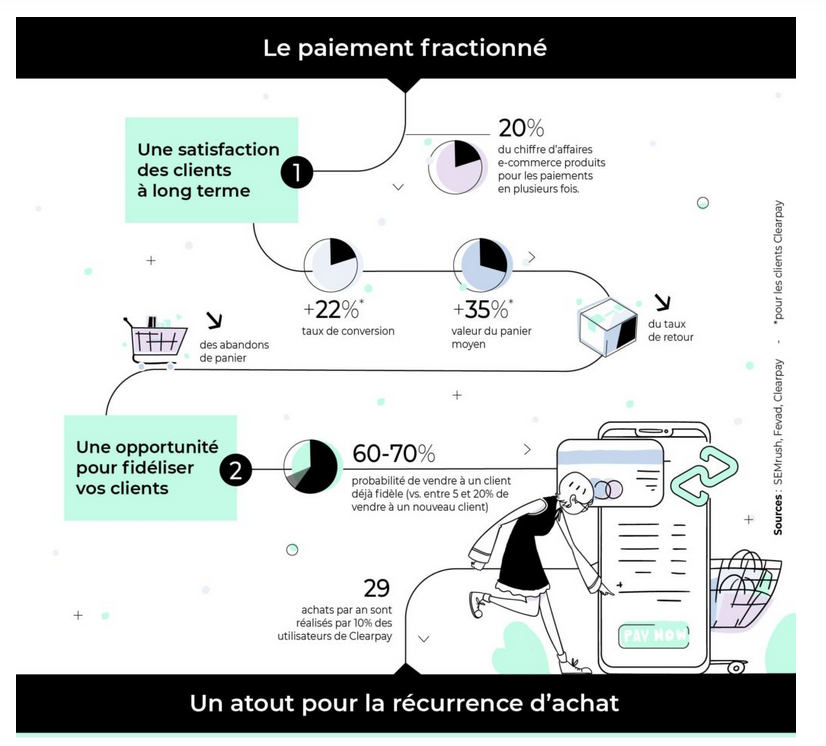 Le paiement fractionné
Une satisfaction
des clients
à long terme
1
20%
du chiffre d'affaires
e-commerce produits
pour les paiements
en plusieurs fois.
+22%*
taux de conversion
+35%*
valeur du panier
moyen
du taux
de retour
des abandons
de panier
Une opportunité
pour fidéliser
vos clients
2
60-70%
probabilité de vendre à un client
déjà fidèle (vs. entre 5 et 20% de
vendre à un nouveau client)
29
achats par an sont
réalisés par 10% des
utilisateurs de Clearpay
PAY NOW
Sources : SEMrush, Fevad, Clearpay - *pour les clients Clearpay
Un atout pour la récurrence d’achat